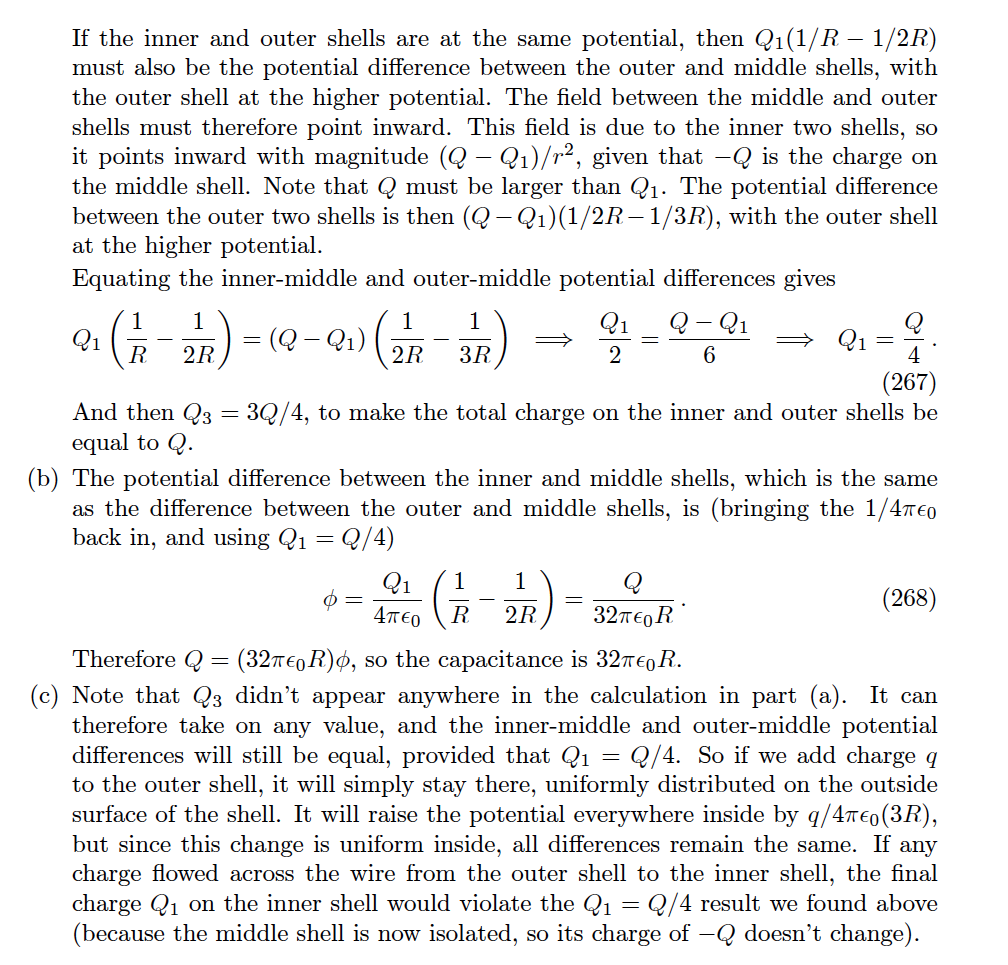 If the inner and outer shells are at the same potential, then Q₁(1/R − 1/2R)
must also be the potential difference between the outer and middle shells, with
the outer shell at the higher potential. The field between the middle and outer
shells must therefore point inward. This field is due to the inner two shells, so
it points inward with magnitude (Q − Q₁)/r², given that −Q is the charge on
the middle shell. Note that Q must be larger than Q₁. The potential difference
between the outer two shells is then (Q − Q₁)(1/2R − 1/3R), with the outer shell
at the higher potential.
Equating the inner-middle and outer-middle potential differences gives
Q₁ (1/R − 1/2R) = (Q − Q₁) (1/2R − 1/3R) ⟹ Q₁/2 = (Q − Q₁)/6 ⟹ Q₁ = Q/4 .
(267)
And then Q₃ = 3Q/4, to make the total charge on the inner and outer shells be
equal to Q.
(b) The potential difference between the inner and middle shells, which is the same
as the difference between the outer and middle shells, is (bringing the 1/4πϵ₀
back in, and using Q₁ = Q/4)
ϕ = Q₁/4πϵ₀ (1/R − 1/2R) = Q/32πϵ₀R . (268)
Therefore Q = (32πϵ₀R)ϕ, so the capacitance is 32πϵ₀R.
(c) Note that Q₃ didn't appear anywhere in the calculation in part (a). It can
therefore take on any value, and the inner-middle and outer-middle potential
differences will still be equal, provided that Q₁ = Q/4. So if we add charge q
to the outer shell, it will simply stay there, uniformly distributed on the outside
surface of the shell. It will raise the potential everywhere inside by q/4πϵ₀(3R),
but since this change is uniform inside, all differences remain the same. If any
charge flowed across the wire from the outer shell to the inner shell, the final
charge Q₁ on the inner shell would violate the Q₁ = Q/4 result we found above
(because the middle shell is now isolated, so its charge of −Q doesn't change).